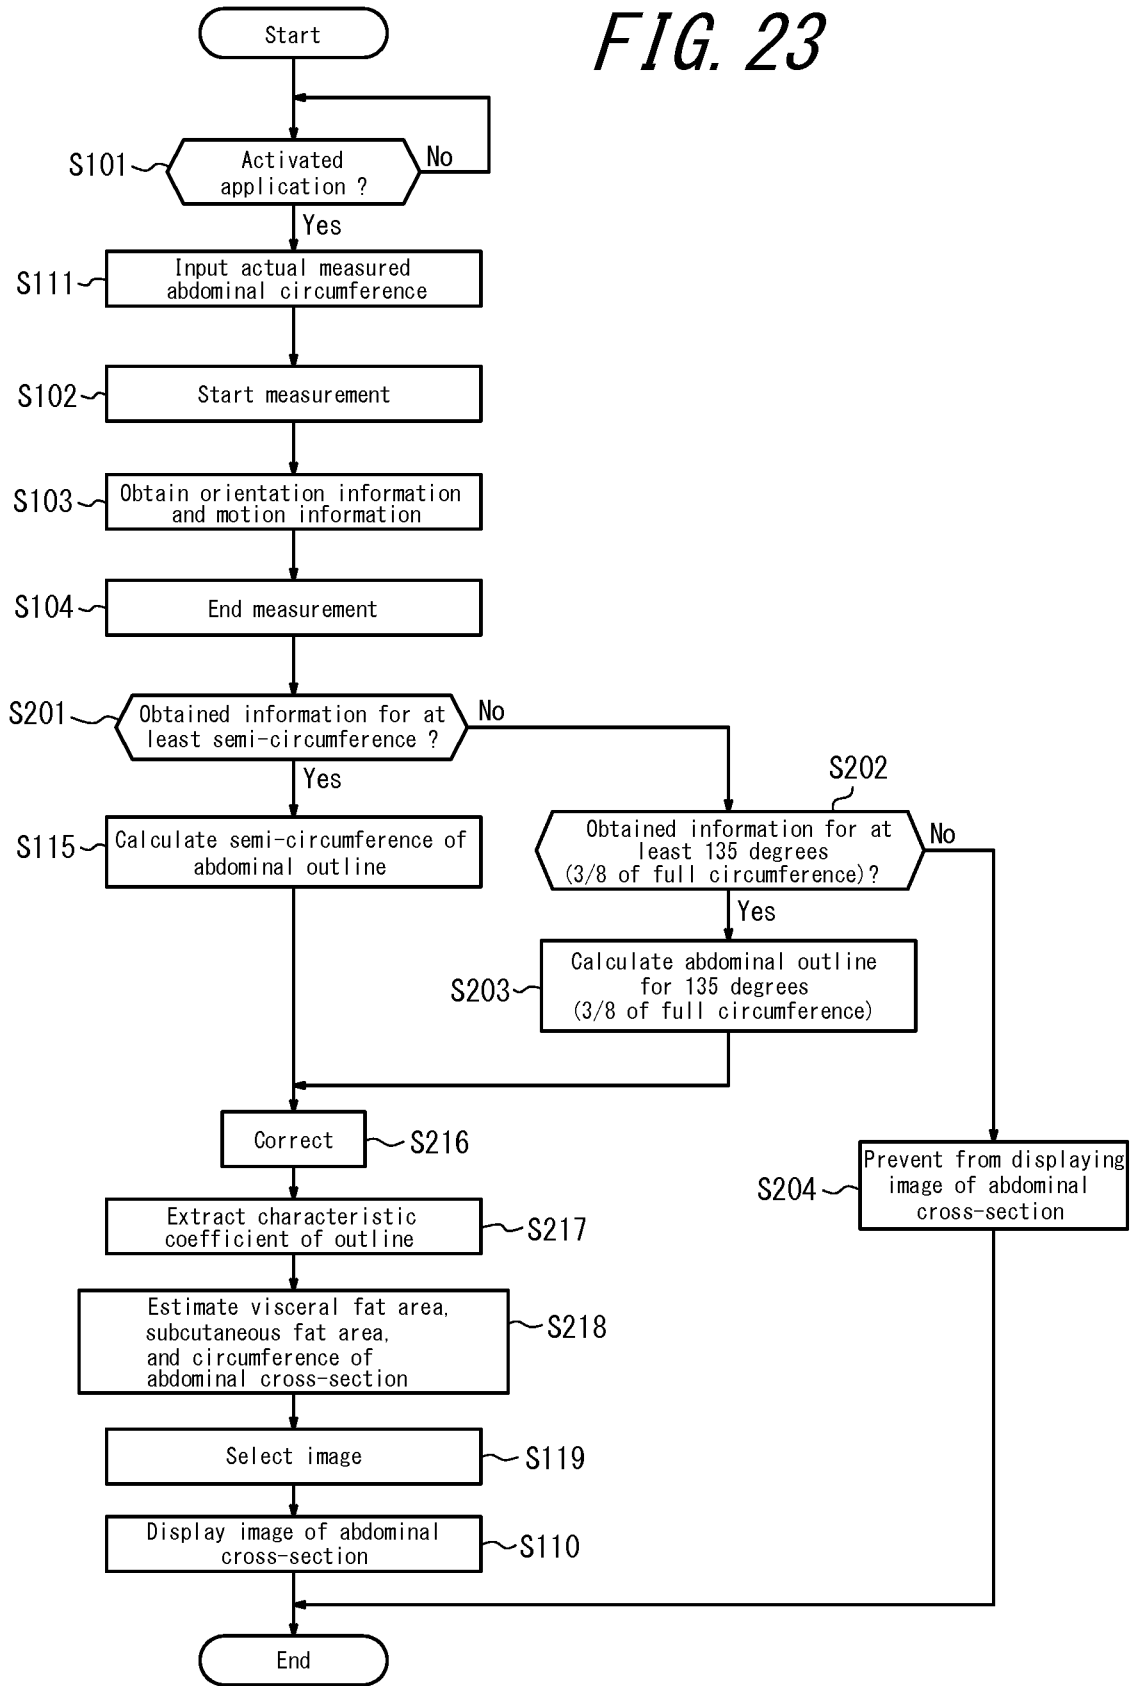 FIG. 23
Start
S101
Activated
application ?
No
Yes
S111
Input actual measured
abdominal circumference
S102
Start measurement
S103
Obtain orientation information
and motion information
S104
End measurement
S201
Obtained information for at
least semi-circumference ?
No
Yes
S202
Obtained information for at
least 135 degrees
(3/8 of full circumference)?
No
Yes
S115
Calculate semi-circumference of
abdominal outline
S203
Calculate abdominal outline
for 135 degrees
(3/8 of full circumference)
Correct
S216
S204
Prevent from displaying
image of abdominal
cross-section
Extract characteristic
coefficient of outline
S217
Estimate visceral fat area,
subcutaneous fat area,
and circumference of
abdominal cross-section
S218
Select image
S119
Display image of abdominal
cross-section
S110
End